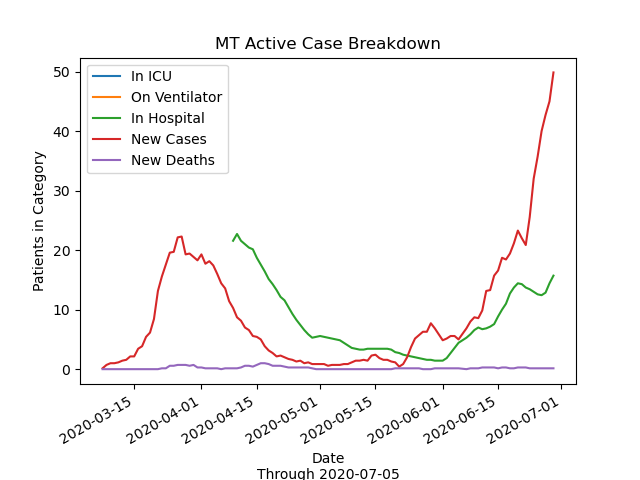 MT Active Case Breakdown
In ICU
On Ventilator
In Hospital
New Cases
New Deaths
Patients in Category
50
40
30
20
10
0
2020-03-15
2020-04-01
2020-04-15
2020-05-01
2020-05-15
2020-06-01
2020-06-15
2020-07-01
Date
Through 2020-07-05